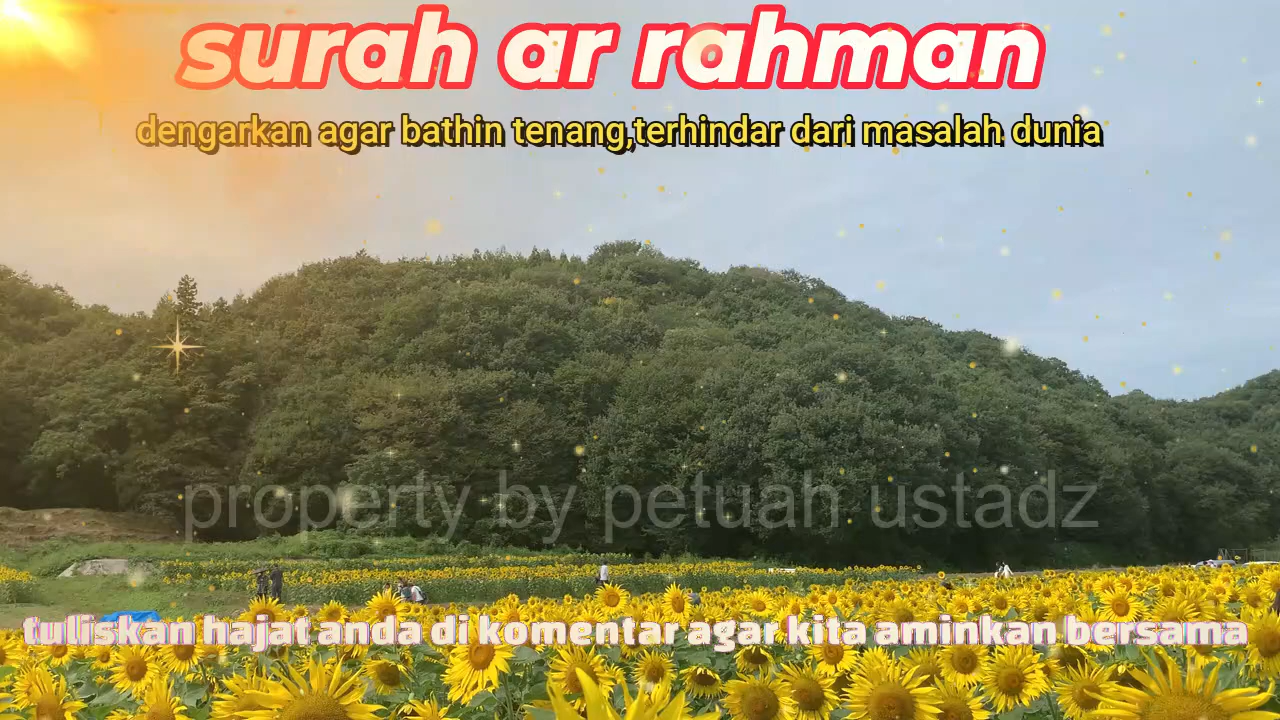 surah ar rahman
dengarkan agar bathin tenang,terhindar dari masalah dunia
property by petuah ustadz
tuliskan hajat anda di komentar agar kita aminkan bersama